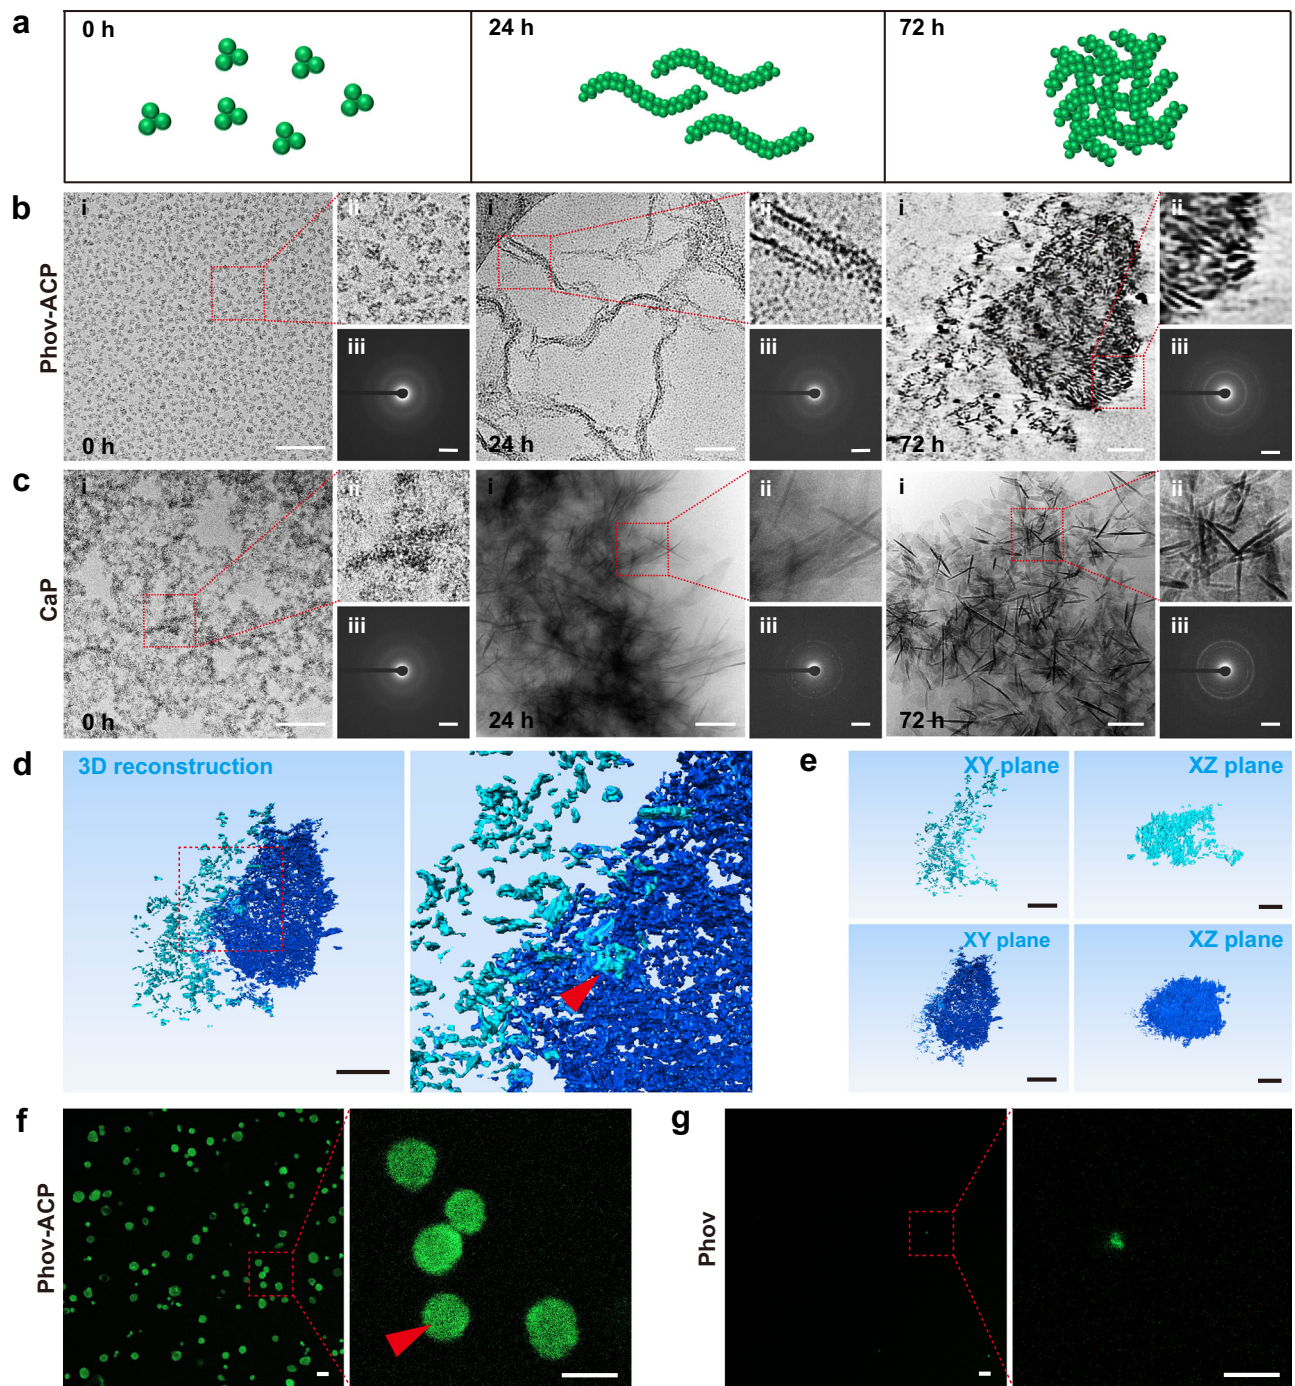 a
0 h
24 h
72 h
b
Phov-ACP
i
ii
iii
0 h
i
ii
iii
24 h
i
ii
iii
72 h
c
CaP
i
ii
iii
0 h
i
ii
iii
24 h
i
ii
iii
72 h
d
3D reconstruction
e
XY plane
XZ plane
XY plane
XZ plane
f
Phov-ACP
g
Phov